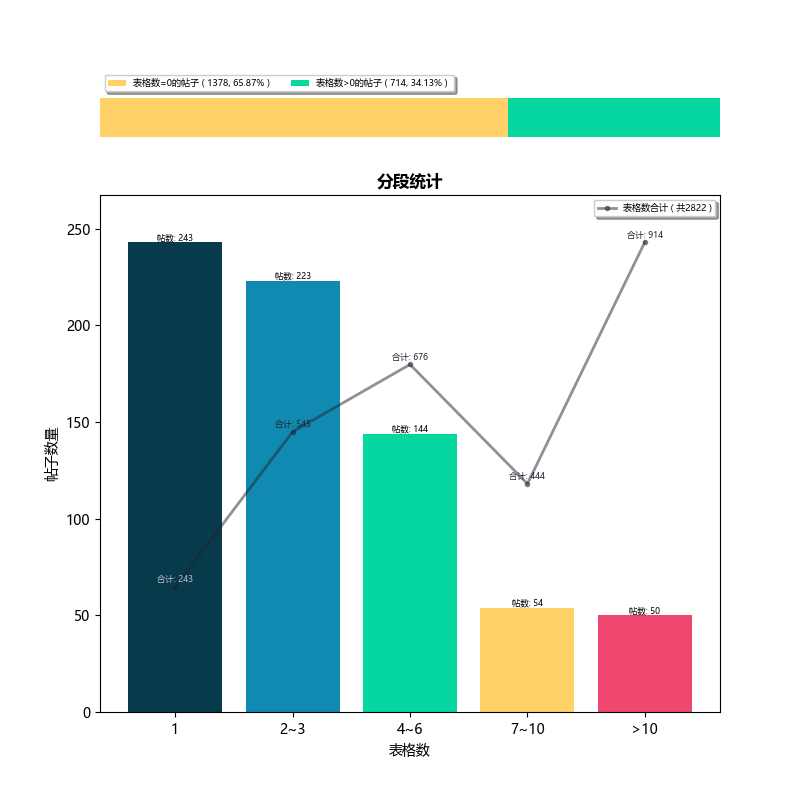 表格数=0的帖子 ( 1378, 65.87% )
表格数>0的帖子 ( 714, 34.13% )
分段统计
表格数合计 ( 共2822 )
250
200
150
100
50
0
帖子数量
帖数: 243
帖数: 223
帖数: 144
帖数: 54
帖数: 50
合计: 243
合计: 545
合计: 676
合计: 444
合计: 914
1
2~3
4~6
7~10
>10
表格数